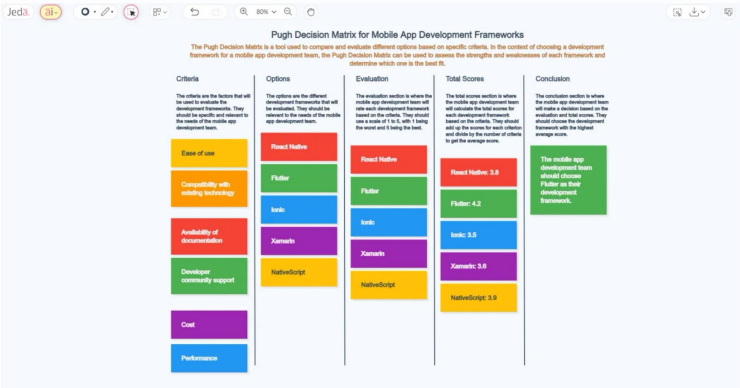 Jeda.
ai
80%
Pugh Decision Matrix for Mobile App Development Frameworks
The Pugh Decision Matrix is a tool used to compare and evaluate different options based on specific criteria. In the context of choosing a development
framework for a mobile app development team, the Pugh Decision Matrix can be used to assess the strengths and weaknesses of each framework and
determine which one is the best fit.
Criteria
The criteria are the factors that will
be used to evaluate the
development frameworks. They
should be specific and relevant to
the needs of the mobile app
development team.
Ease of use
Compatibility with
existing technology
Availability of
documentation
Developer
community support
Cost
Performance
Options
The options are the different
development frameworks that will
be evaluated. They should be
relevant to the needs of the mobile
app development team.
React Native
Flutter
Ionic
Xamarin
NativeScript
Evaluation
The evaluation section is where the
mobile app development team will
rate each development framework
based on the criteria. They should
use a scale of 1 to 5, with 1 being
the worst and 5 being the best.
React Native
Flutter
Ionic
Xamarin
NativeScript
Total Scores
The total scores section is where
the mobile app development team
will calculate the total scores for
each development framework
based on the criteria. They should
add up the scores for each criterion
and divide by the number of criteria
to get the average score.
React Native: 3.8
Flutter: 4.2
Ionic: 3.5
Xamarin: 3.6
NativeScript: 3.9
Conclusion
The conclusion section is where
the mobile app development team
will make a decision based on the
evaluation and total scores. They
should choose the development
framework with the highest
average score.
The mobile app
development team
should choose
Flutter as their
development
framework.